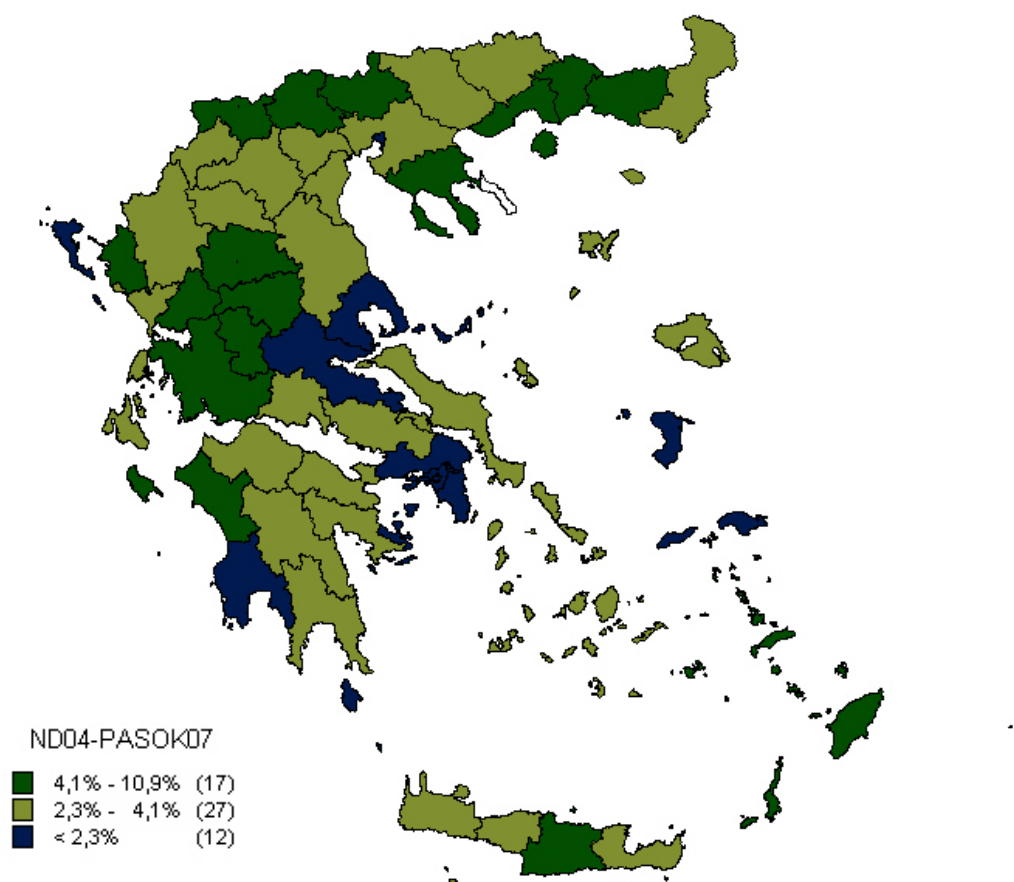 ND04-PASOK07
4,1% - 10,9% (17)
2,3% - 4,1% (27)
< 2,3% (12)